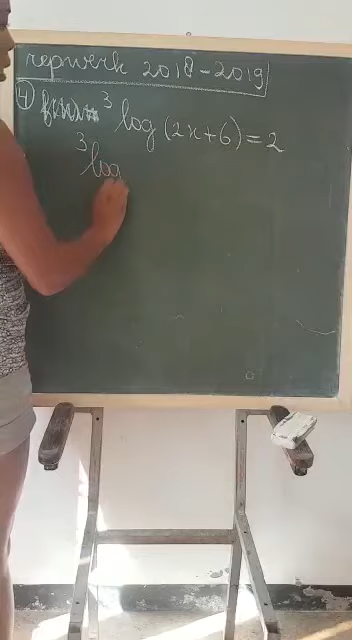 repwerk 2018-2019
4 ³log (2x+6) = 2
³log